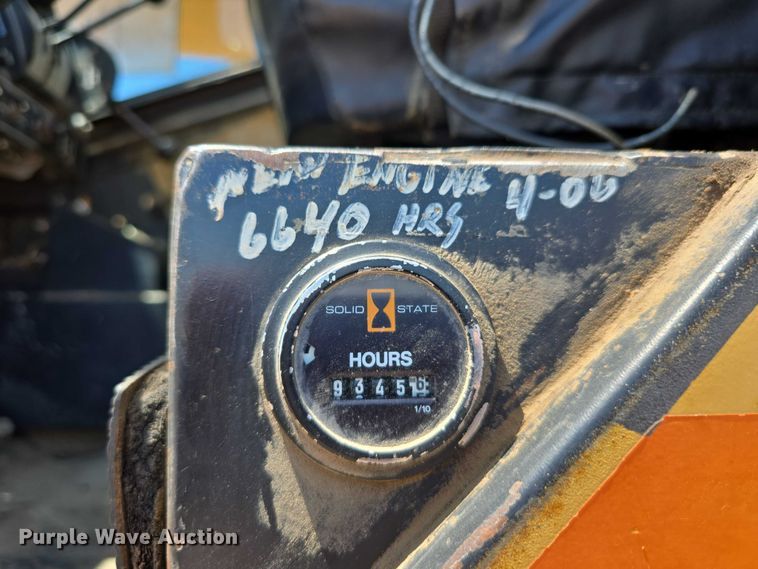 NEW ENGINE 4-06
6640 HRS
SOLID STATE
HOURS
9345
1/10
Purple Wave Auction